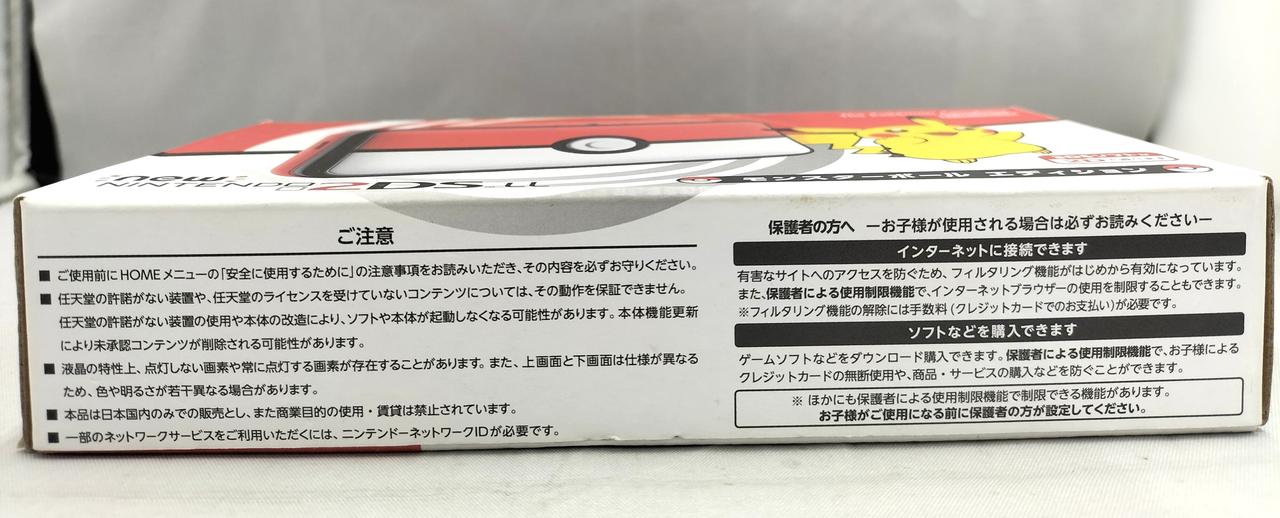 new
NINTENDO 2DS LL
モンスターボール エディション
ご注意
■ ご使用前にHOMEメニューの「安全に使用するために」の注意事項をお読みいただき、その内容を必ずお守りください。
■ 任天堂の許諾がない装置や、任天堂のライセンスを受けていないコンテンツについては、その動作を保証できません。
任天堂の許諾がない装置の使用や本体の改造により、ソフトや本体が起動しなくなる可能性があります。本体機能更新
により未承認コンテンツが削除される可能性があります。
■ 液晶の特性上、点灯しない画素や常に点灯する画素が存在することがあります。また、上画面と下画面は仕様が異なる
ため、色や明るさが若干異なる場合があります。
■ 本品は日本国内のみでの販売とし、また商業目的の使用・賃貸は禁止されています。
■ 一部のネットワークサービスをご利用いただくには、ニンテンドーネットワークIDが必要です。
保護者の方へ ーお子様が使用される場合は必ずお読みくださいー
インターネットに接続できます
有害なサイトへのアクセスを防ぐため、フィルタリング機能がはじめから有効になっています。
また、保護者による使用制限機能で、インターネットブラウザーの使用を制限することもできます。
※フィルタリング機能の解除には手数料(クレジットカードでのお支払い)が必要です。
ソフトなどを購入できます
ゲームソフトなどをダウンロード購入できます。保護者による使用制限機能で、お子様による
クレジットカードの無断使用や、商品・サービスの購入などを防ぐことができます。
※ ほかにも保護者による使用制限機能で制限できる機能があります。
お子様がご使用になる前に保護者の方が設定してください。